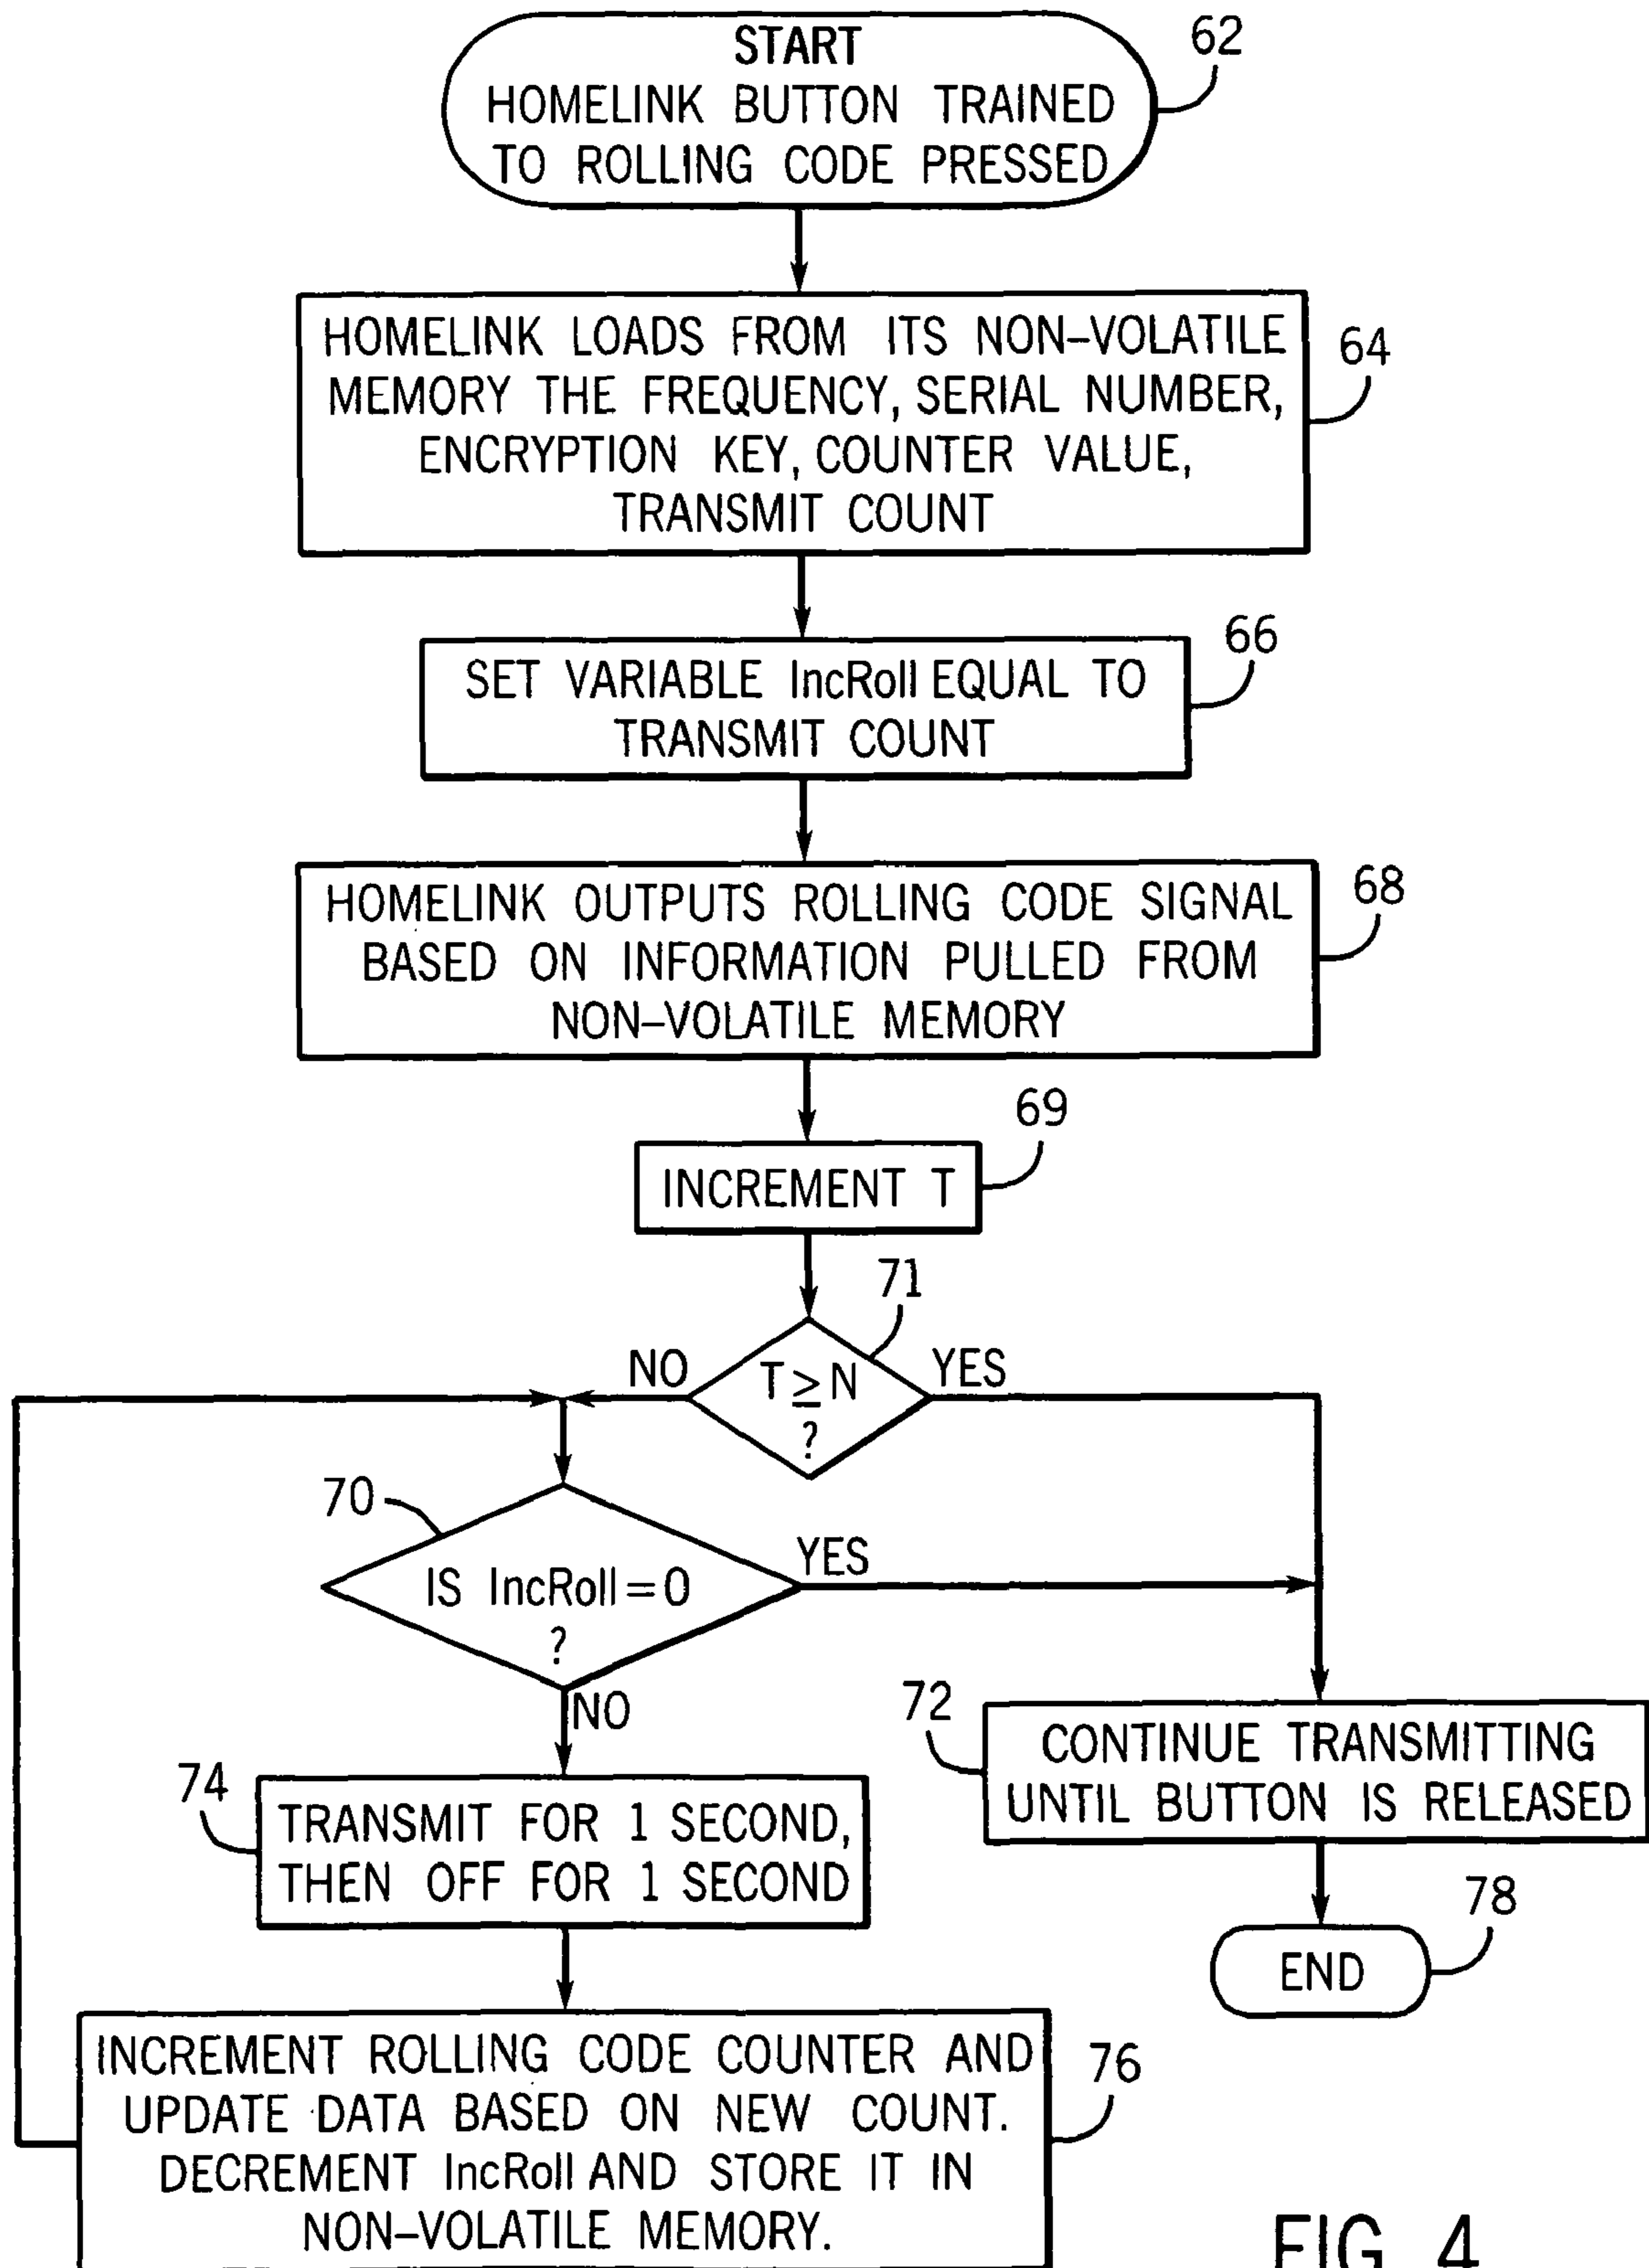 START
HOMELINK BUTTON TRAINED
TO ROLLING CODE PRESSED
62
HOMELINK LOADS FROM ITS NON–VOLATILE
MEMORY THE FREQUENCY, SERIAL NUMBER,
ENCRYPTION KEY, COUNTER VALUE,
TRANSMIT COUNT
64
SET VARIABLE IncRoll EQUAL TO
TRANSMIT COUNT
66
HOMELINK OUTPUTS ROLLING CODE SIGNAL
BASED ON INFORMATION PULLED FROM
NON–VOLATILE MEMORY
68
INCREMENT T
69
71
T ≥ N
?
NO
YES
70
IS IncRoll = 0
?
YES
NO
72
CONTINUE TRANSMITTING
UNTIL BUTTON IS RELEASED
74
TRANSMIT FOR 1 SECOND,
THEN OFF FOR 1 SECOND
78
END
INCREMENT ROLLING CODE COUNTER AND
UPDATE DATA BASED ON NEW COUNT.
DECREMENT IncRoll AND STORE IT IN
NON–VOLATILE MEMORY.
76
FIG. 4